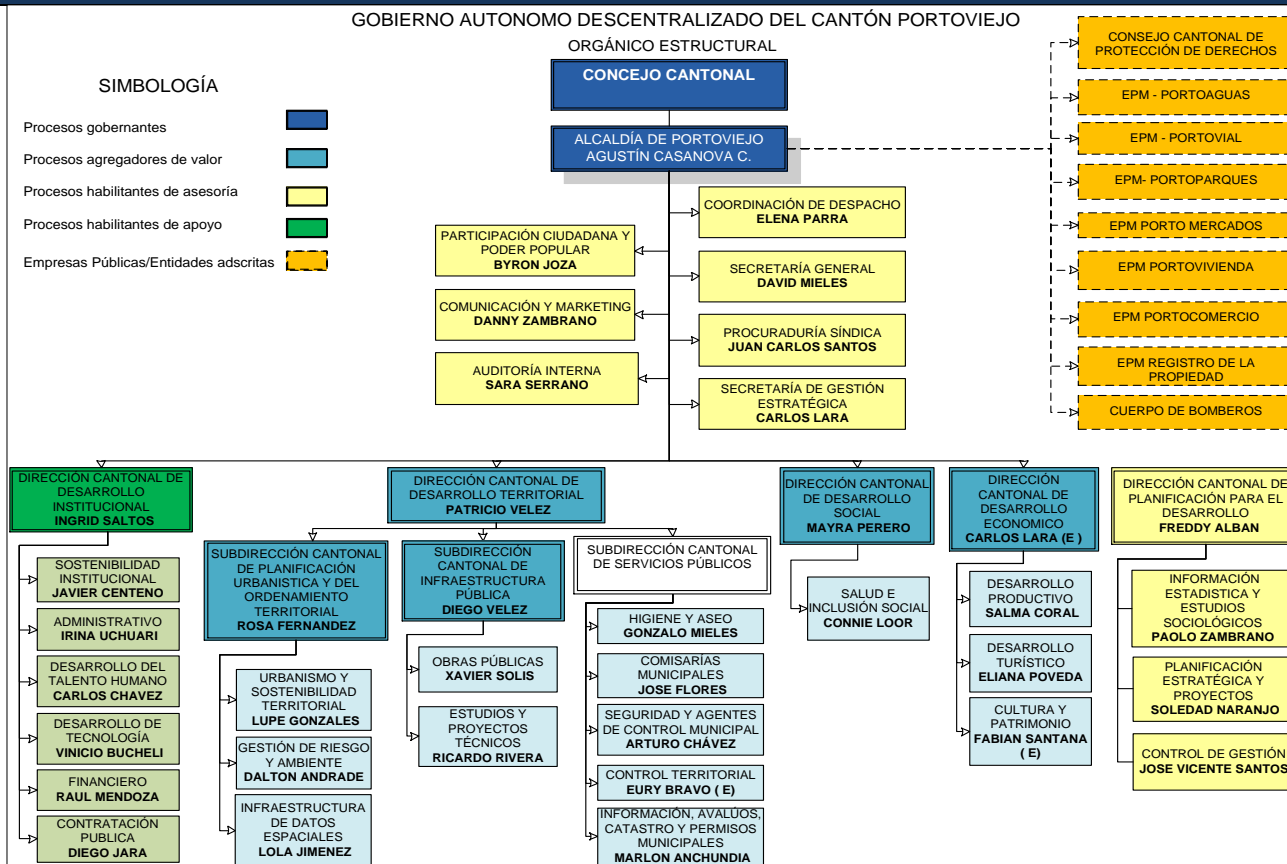 GOBIERNO AUTONOMO DESCENTRALIZADO DEL CANTÓN PORTOVIEJO
ORGÁNICO ESTRUCTURAL
SIMBOLOGÍA
Procesos gobernantes
Procesos agregadores de valor
Procesos habilitantes de asesoría
Procesos habilitantes de apoyo
Empresas Públicas/Entidades adscritas
CONCEJO CANTONAL
ALCALDÍA DE PORTOVIEJO
AGUSTÍN CASANOVA C.
CONSEJO CANTONAL DE
PROTECCIÓN DE DERECHOS
EPM - PORTOAGUAS
EPM - PORTOVIAL
EPM- PORTOPARQUES
EPM PORTO MERCADOS
EPM PORTOVIVIENDA
EPM PORTOCOMERCIO
EPM REGISTRO DE LA
PROPIEDAD
CUERPO DE BOMBEROS
PARTICIPACIÓN CIUDADANA Y
PODER POPULAR
BYRON JOZA
COMUNICACIÓN Y MARKETING
DANNY ZAMBRANO
AUDITORÍA INTERNA
SARA SERRANO
COORDINACIÓN DE DESPACHO
ELENA PARRA
SECRETARÍA GENERAL
DAVID MIELES
PROCURADURÍA SÍNDICA
JUAN CARLOS SANTOS
SECRETARÍA DE GESTIÓN
ESTRATÉGICA
CARLOS LARA
DIRECCIÓN CANTONAL DE
DESARROLLO
INSTITUCIONAL
INGRID SALTOS
SOSTENIBILIDAD
INSTITUCIONAL
JAVIER CENTENO
ADMINISTRATIVO
IRINA UCHUARI
DESARROLLO DEL
TALENTO HUMANO
CARLOS CHAVEZ
DESARROLLO DE
TECNOLOGÍA
VINICIO BUCHELI
FINANCIERO
RAUL MENDOZA
CONTRATACIÓN
PUBLICA
DIEGO JARA
DIRECCIÓN CANTONAL DE
DESARROLLO TERRITORIAL
PATRICIO VELEZ
SUBDIRECCIÓN CANTONAL
DE PLANIFICACIÓN
URBANISTICA Y DEL
ORDENAMIENTO
TERRITORIAL
ROSA FERNANDEZ
URBANISMO Y
SOSTENIBILIDAD
TERRITORIAL
LUPE GONZALES
GESTIÓN DE RIESGO
Y AMBIENTE
DALTON ANDRADE
INFRAESTRUCTURA
DE DATOS
ESPACIALES
LOLA JIMENEZ
SUBDIRECCIÓN
CANTONAL DE
INFRAESTRUCTURA
PÚBLICA
DIEGO VELEZ
OBRAS PÚBLICAS
XAVIER SOLIS
ESTUDIOS Y
PROYECTOS
TÉCNICOS
RICARDO RIVERA
SUBDIRECCIÓN CANTONAL
DE SERVICIOS PÚBLICOS
HIGIENE Y ASEO
GONZALO MIELES
COMISARÍAS
MUNICIPALES
JOSE FLORES
SEGURIDAD Y AGENTES
DE CONTROL MUNICIPAL
ARTURO CHÁVEZ
CONTROL TERRITORIAL
EURY BRAVO ( E)
INFORMACIÓN, AVALÚOS,
CATASTRO Y PERMISOS
MUNICIPALES
MARLON ANCHUNDIA
DIRECCIÓN CANTONAL
DE DESARROLLO
SOCIAL
MAYRA PERERO
SALUD E
INCLUSIÓN SOCIAL
CONNIE LOOR
DIRECCIÓN
CANTONAL DE
DESARROLLO
ECONOMICO
CARLOS LARA (E )
DESARROLLO
PRODUCTIVO
SALMA CORAL
DESARROLLO
TURÍSTICO
ELIANA POVEDA
CULTURA Y
PATRIMONIO
FABIAN SANTANA
( E)
DIRECCIÓN CANTONAL DE
PLANIFICACIÓN PARA EL
DESARROLLO
FREDDY ALBAN
INFORMACIÓN
ESTADISTICA Y
ESTUDIOS
SOCIOLÓGICOS
PAOLO ZAMBRANO
PLANIFICACIÓN
ESTRATÉGICA Y
PROYECTOS
SOLEDAD NARANJO
CONTROL DE GESTIÓN
JOSE VICENTE SANTOS